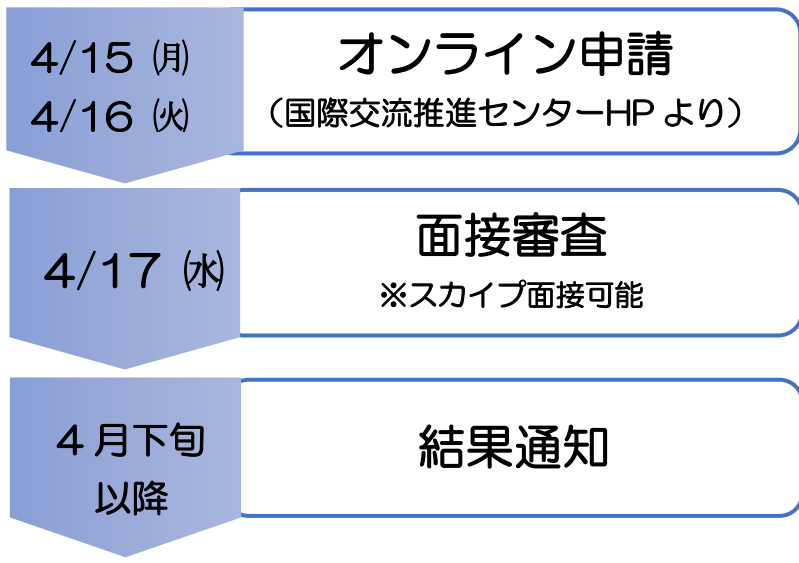 4/15 ㈪
4/16 ㈫
オンライン申請
（国際交流推進センターHPより）
4/17 ㈬
面接審査
※スカイプ面接可能
4月下旬
以降
結果通知